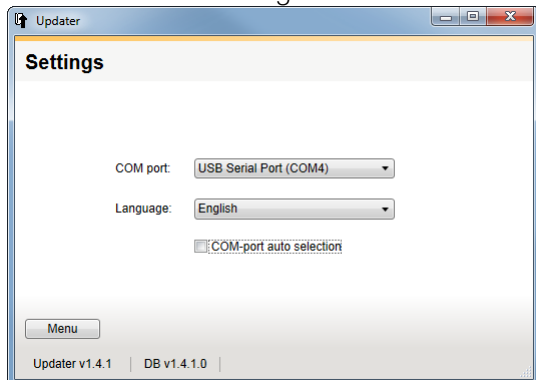 Updater
Settings
COM port: USB Serial Port (COM4)
Language: English
COM-port auto selection
Menu
Updater v1.4.1 DB v1.4.1.0